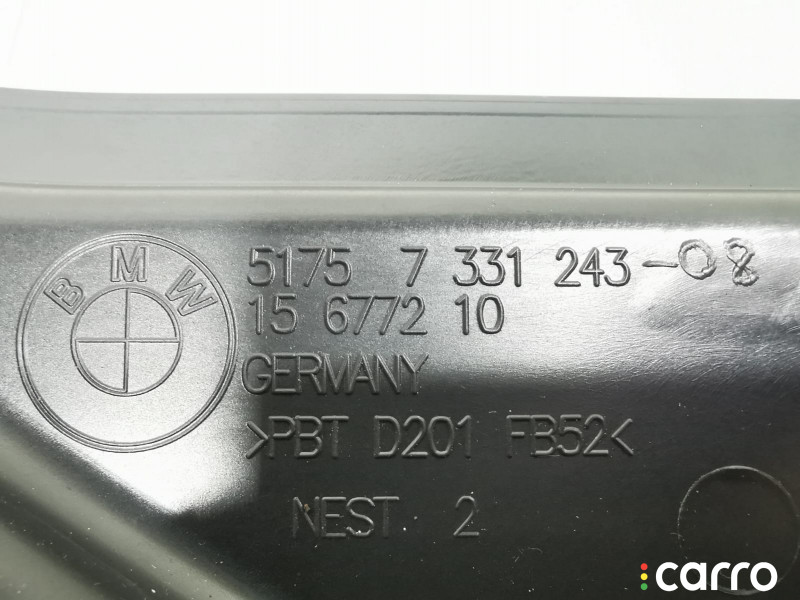 BMW
5175 7 331 243-08
15 6772 10
GERMANY
>PBT D201 FB52<
NEST 2
carro